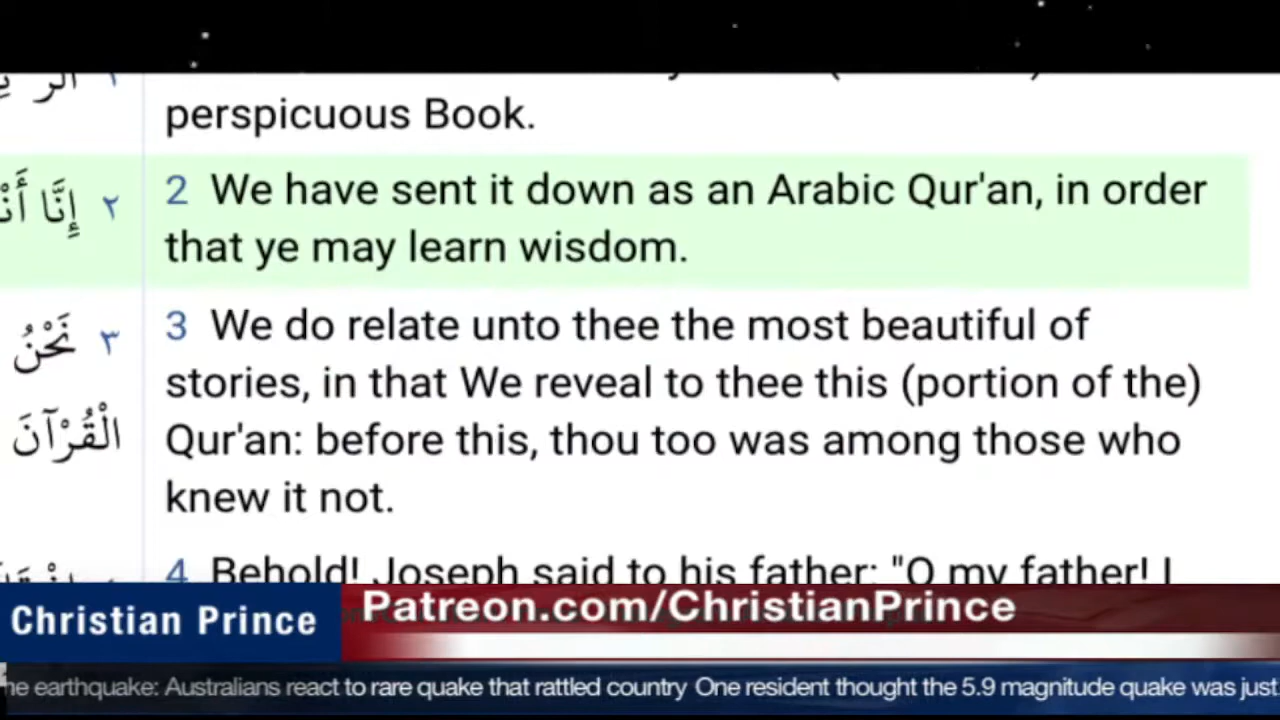 perspicuous Book.
إِنَّا ٢
2 We have sent it down as an Arabic Qur'an, in order
that ye may learn wisdom.
نَحْنُ ٣
3 We do relate unto thee the most beautiful of
stories, in that We reveal to thee this (portion of the)
الْقُرْآنَ
Qur'an: before this, thou too was among those who
knew it not.
4 Behold! Joseph said to his father: "O my father! I
Christian Prince
Patreon.com/ChristianPrince
he earthquake: Australians react to rare quake that rattled country One resident thought the 5.9 magnitude quake was just